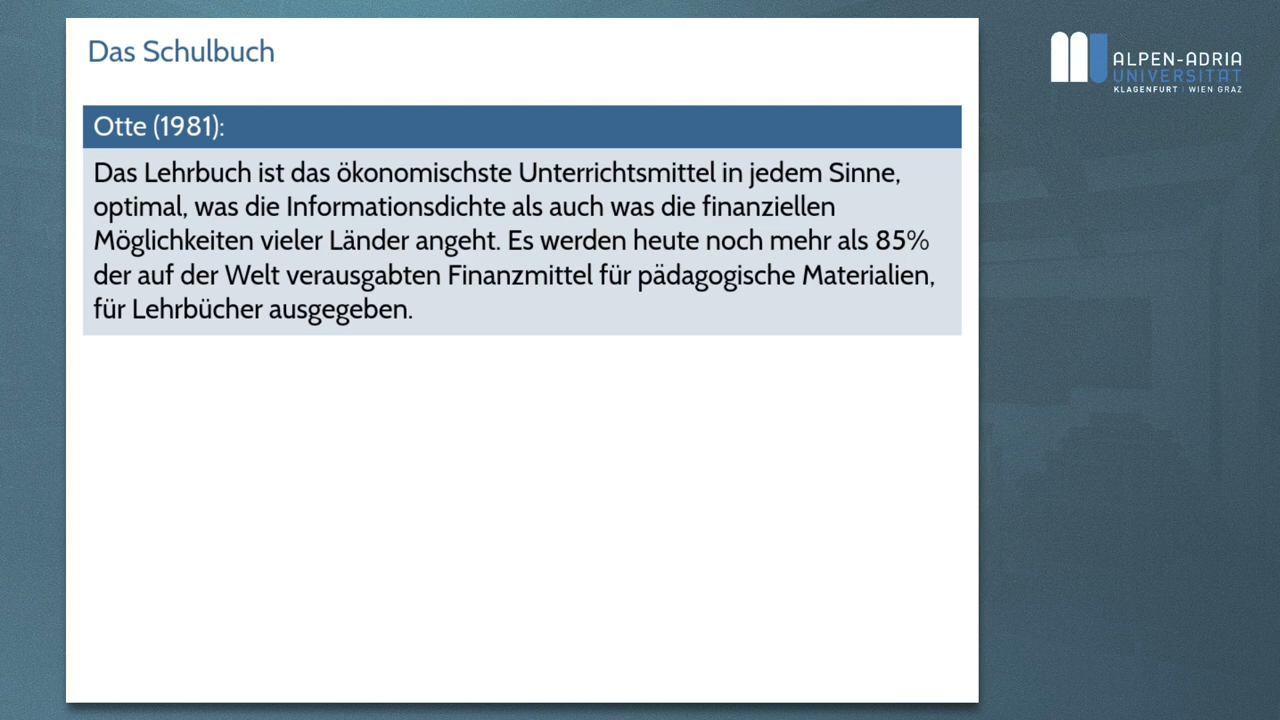 Das Schulbuch
ALPEN-ADRIA
UNIVERSITÄT
KLAGENFURT | WIEN GRAZ
Otte (1981):
Das Lehrbuch ist das ökonomischste Unterrichtsmittel in jedem Sinne,
optimal, was die Informationsdichte als auch was die finanziellen
Möglichkeiten vieler Länder angeht. Es werden heute noch mehr als 85%
der auf der Welt verausgabten Finanzmittel für pädagogische Materialien,
für Lehrbücher ausgegeben.